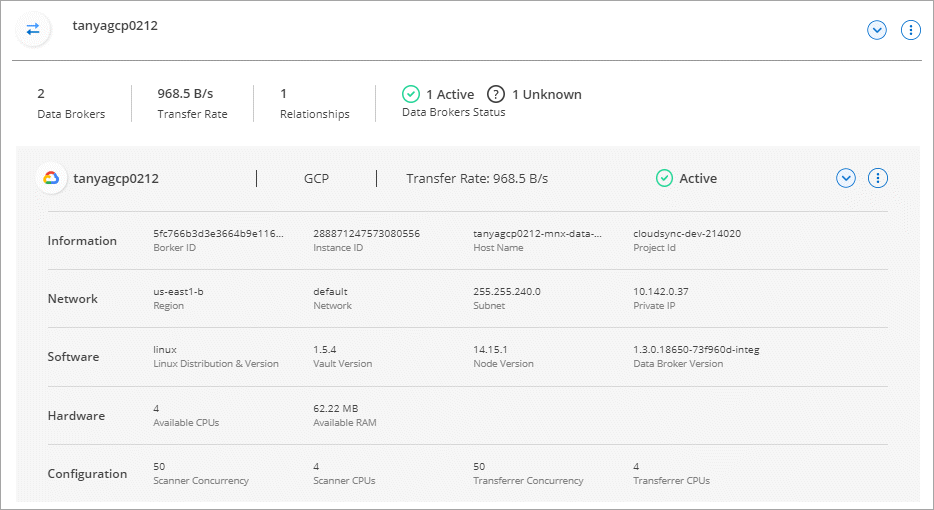 tanyagcp0212
2 968.5 B/s 1 1 Active ? 1 Unknown
Data Brokers Transfer Rate Relationships Data Brokers Status
tanyagcp0212 GCP Transfer Rate: 968.5 B/s Active
Information 5fc766b3d3e3664b9e116... 288871247573080556 tanyagcp0212-mnx-data-... cloudsync-dev-214020
Borker ID Instance ID Host Name Project Id
Network us-east1-b default 255.255.240.0 10.142.0.37
Region Network Subnet Private IP
Software linux 1.5.4 14.15.1 1.3.0.18650-73f960d-integ
Linux Distribution & Version Vault Version Node Version Data Broker Version
Hardware 4 62.22 MB
Available CPUs Available RAM
Configuration 50 4 50 4
Scanner Concurrency Scanner CPUs Transferrer Concurrency Transferrer CPUs